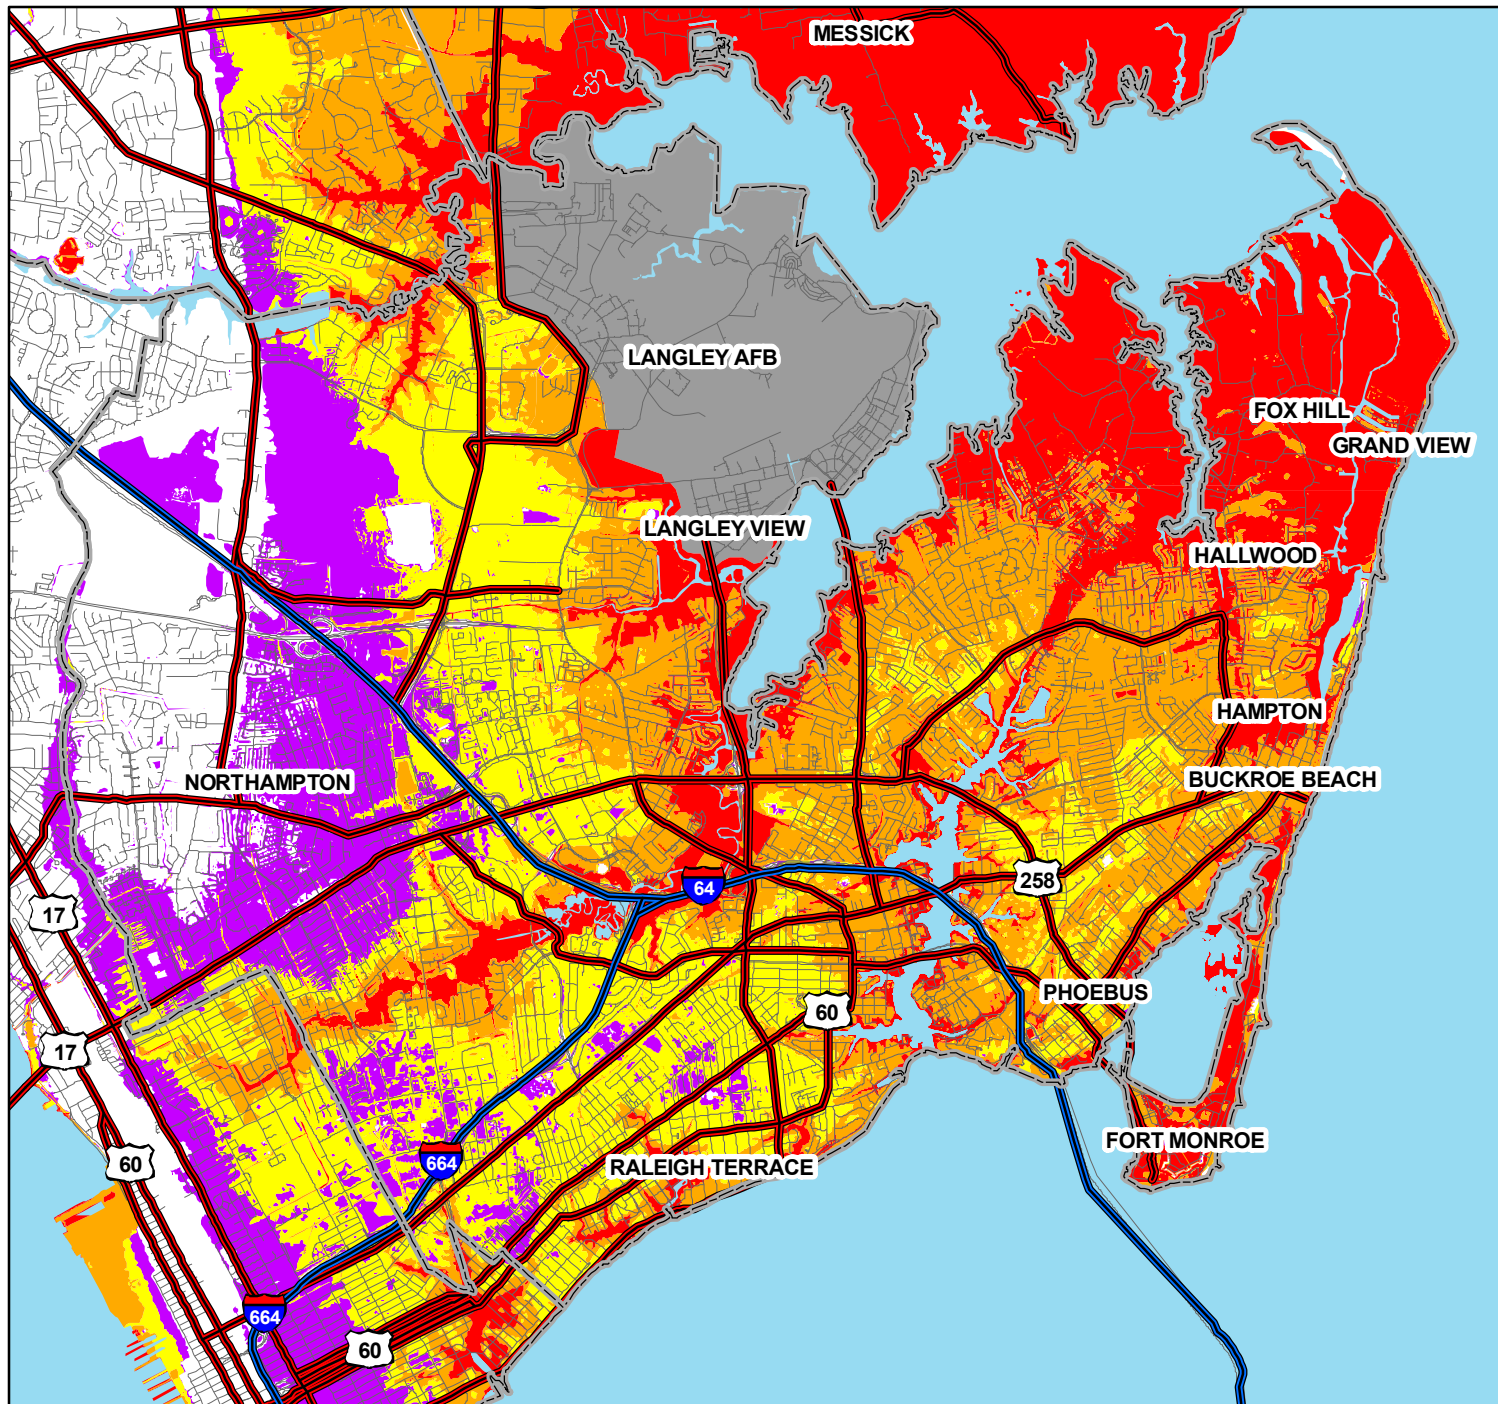 MESSICK
LANGLEY AFB
FOX HILL
GRAND VIEW
LANGLEY VIEW
HALLWOOD
HAMPTON
NORTHAMPTON
BUCKROE BEACH
64
258
17
PHOEBUS
60
17
FORT MONROE
60
664
RALEIGH TERRACE
664
60